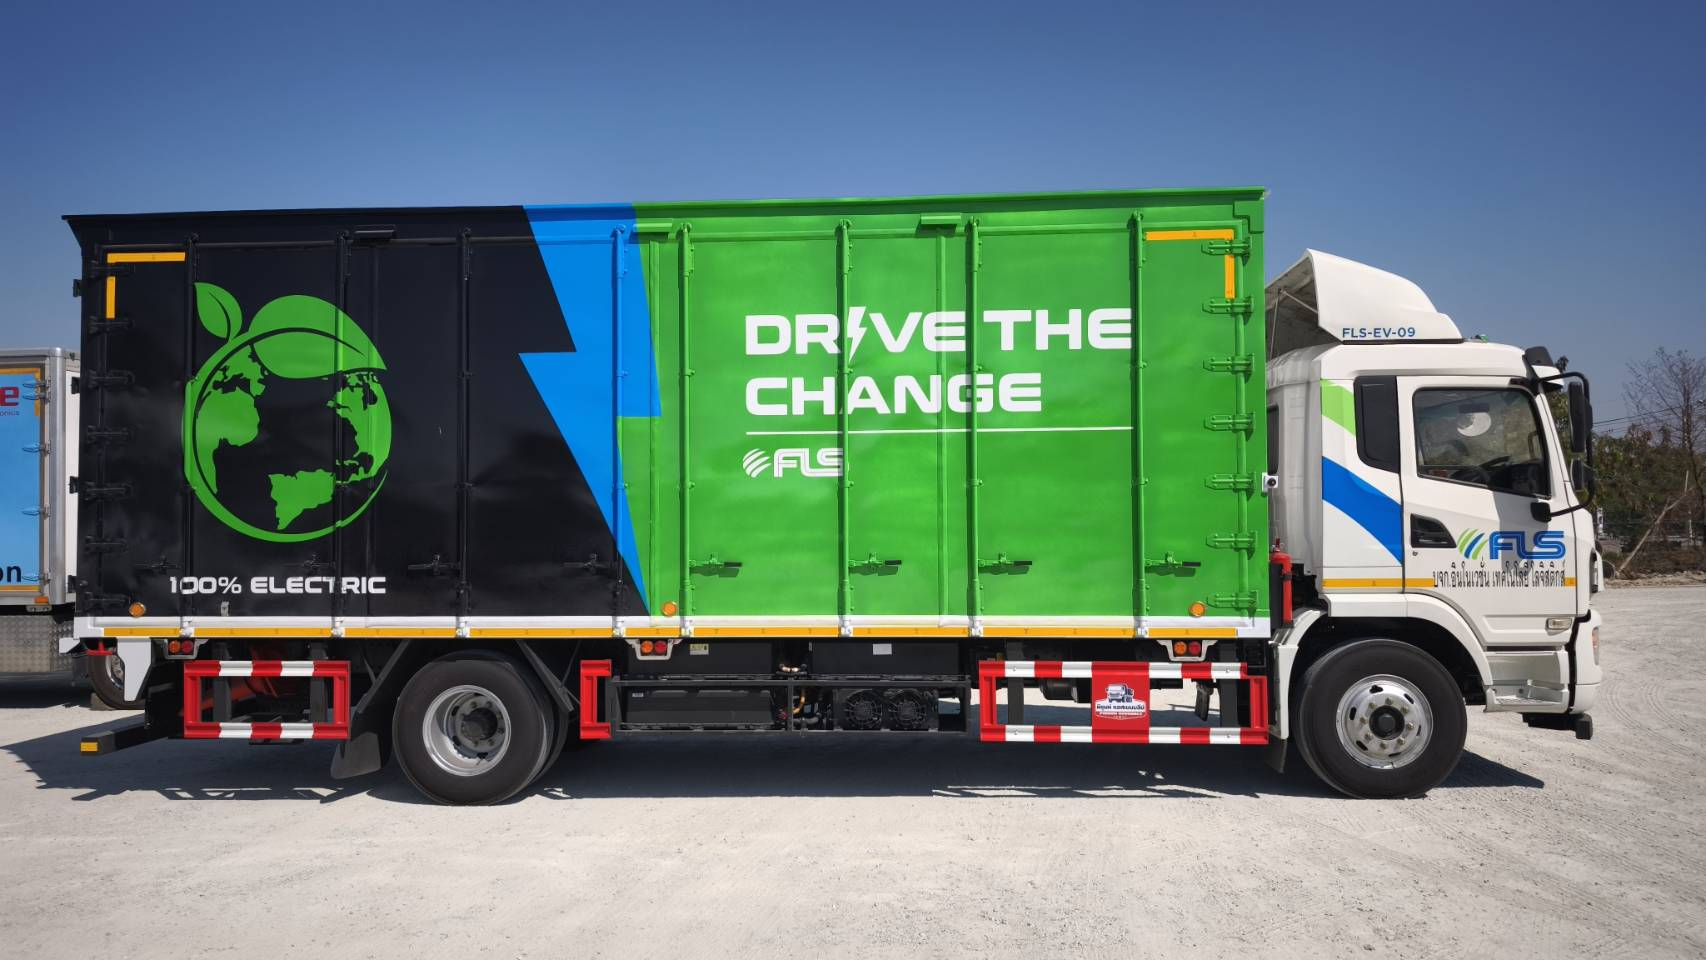 FLS-EV-09
DRIVE THE
CHANGE
FLS
100% ELECTRIC
FLS
บจก.อินโนเวชั่น เทคโนโลยี โลจิสติกส์